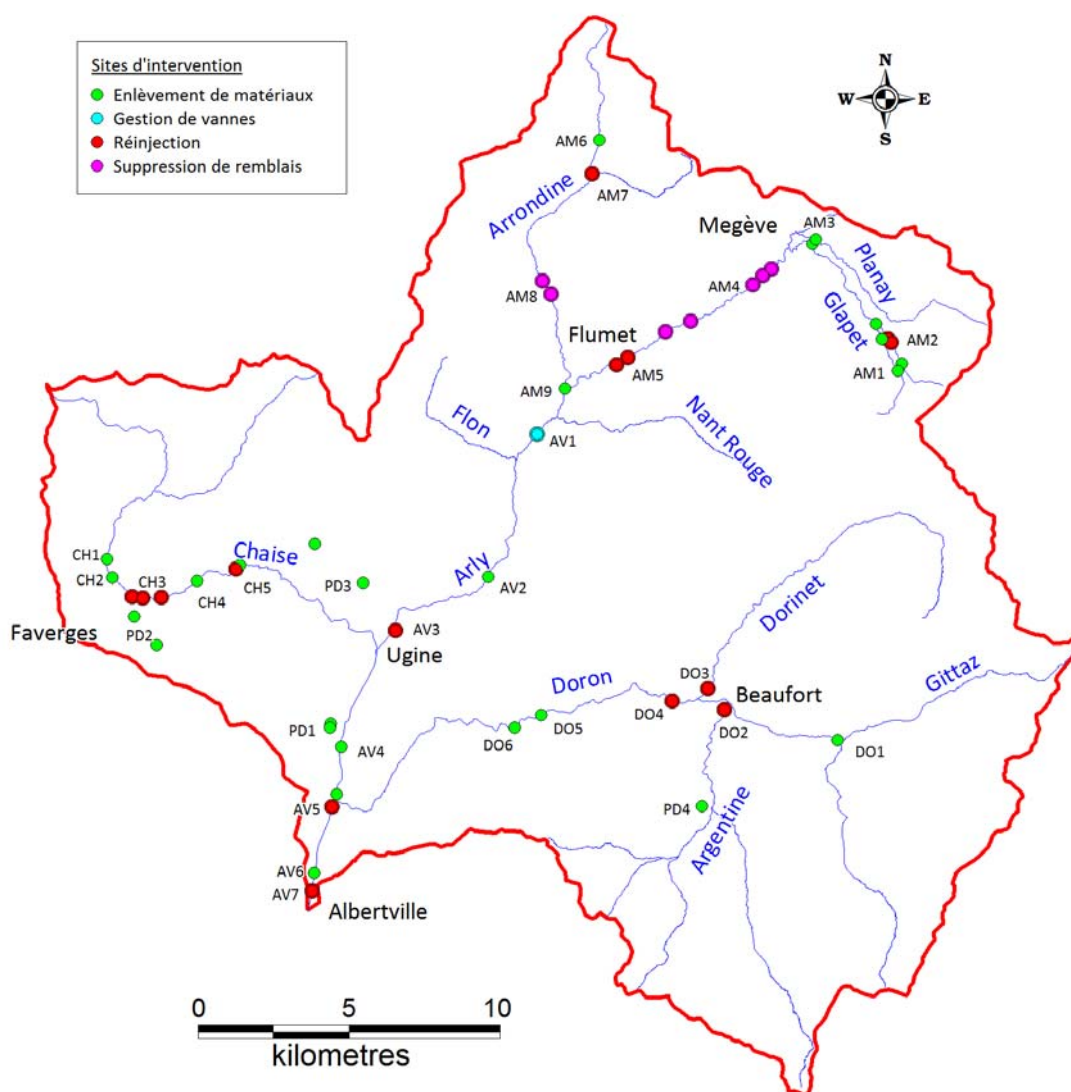 Sites d'intervention
Enlèvement de matériaux
Gestion de vannes
Réinjection
Suppression de remblais
N
W E
S
AM6
AM7
Arrondine
Megève
AM3
Planay
AM4
AM8
Glapet
Flumet
AM2
AM5
AM1
AM9
Flon
AV1
Nant Rouge
CH1
Chaise
CH2
CH3
CH4
CH5
PD3
Arly
AV2
Dorinet
Faverges
PD2
AV3
Ugine
Gittaz
Doron
DO3
Beaufort
DO4
DO2
PD1
DO6
DO5
DO1
AV4
AV5
PD4
Argentine
AV6
AV7
Albertville
0 5 10
kilometres